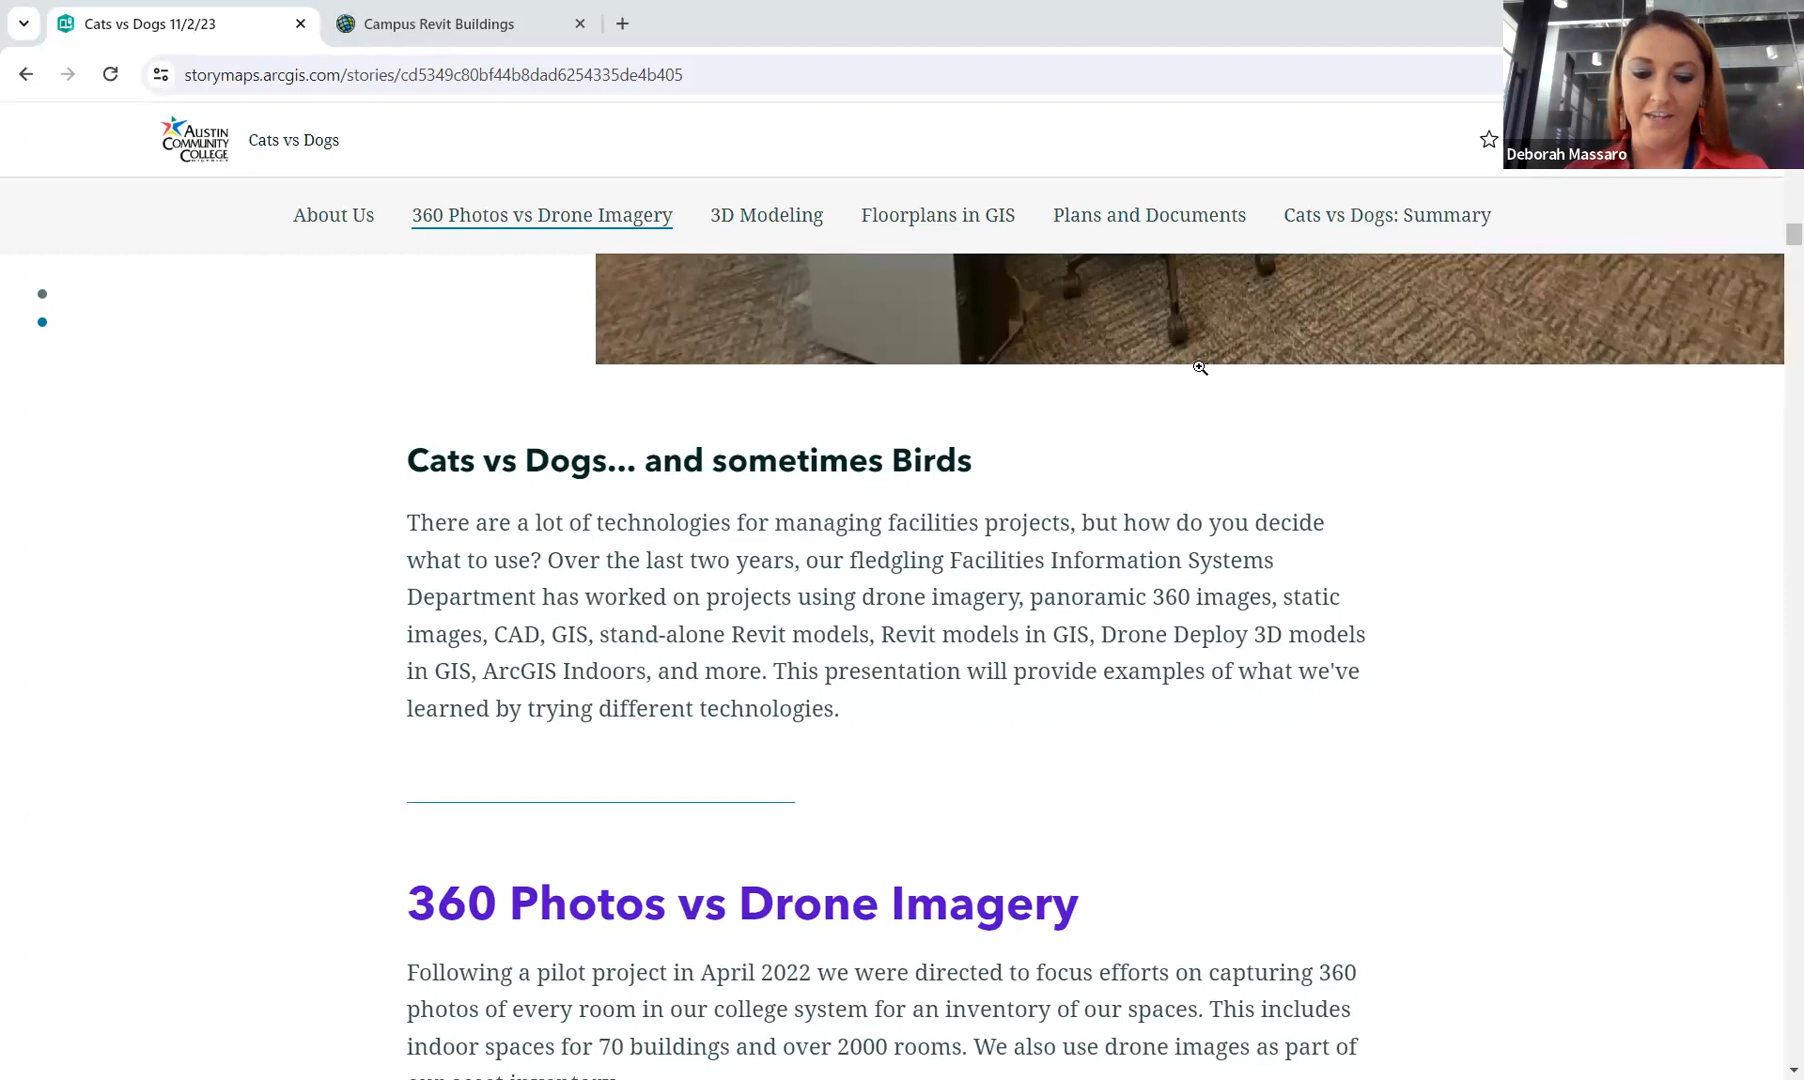 Cats vs Dogs 11/2/23
Campus Revit Buildings
storymaps.arcgis.com/stories/cd5349c80bf44b8dad6254335de4b405
AUSTIN
COMMUNITY
COLLEGE
Cats vs Dogs
Deborah Massaro
About Us
360 Photos vs Drone Imagery
3D Modeling
Floorplans in GIS
Plans and Documents
Cats vs Dogs: Summary
Cats vs Dogs... and sometimes Birds
There are a lot of technologies for managing facilities projects, but how do you decide
what to use? Over the last two years, our fledgling Facilities Information Systems
Department has worked on projects using drone imagery, panoramic 360 images, static
images, CAD, GIS, stand-alone Revit models, Revit models in GIS, Drone Deploy 3D models
in GIS, ArcGIS Indoors, and more. This presentation will provide examples of what we've
learned by trying different technologies.
360 Photos vs Drone Imagery
Following a pilot project in April 2022 we were directed to focus efforts on capturing 360
photos of every room in our college system for an inventory of our spaces. This includes
indoor spaces for 70 buildings and over 2000 rooms. We also use drone images as part of